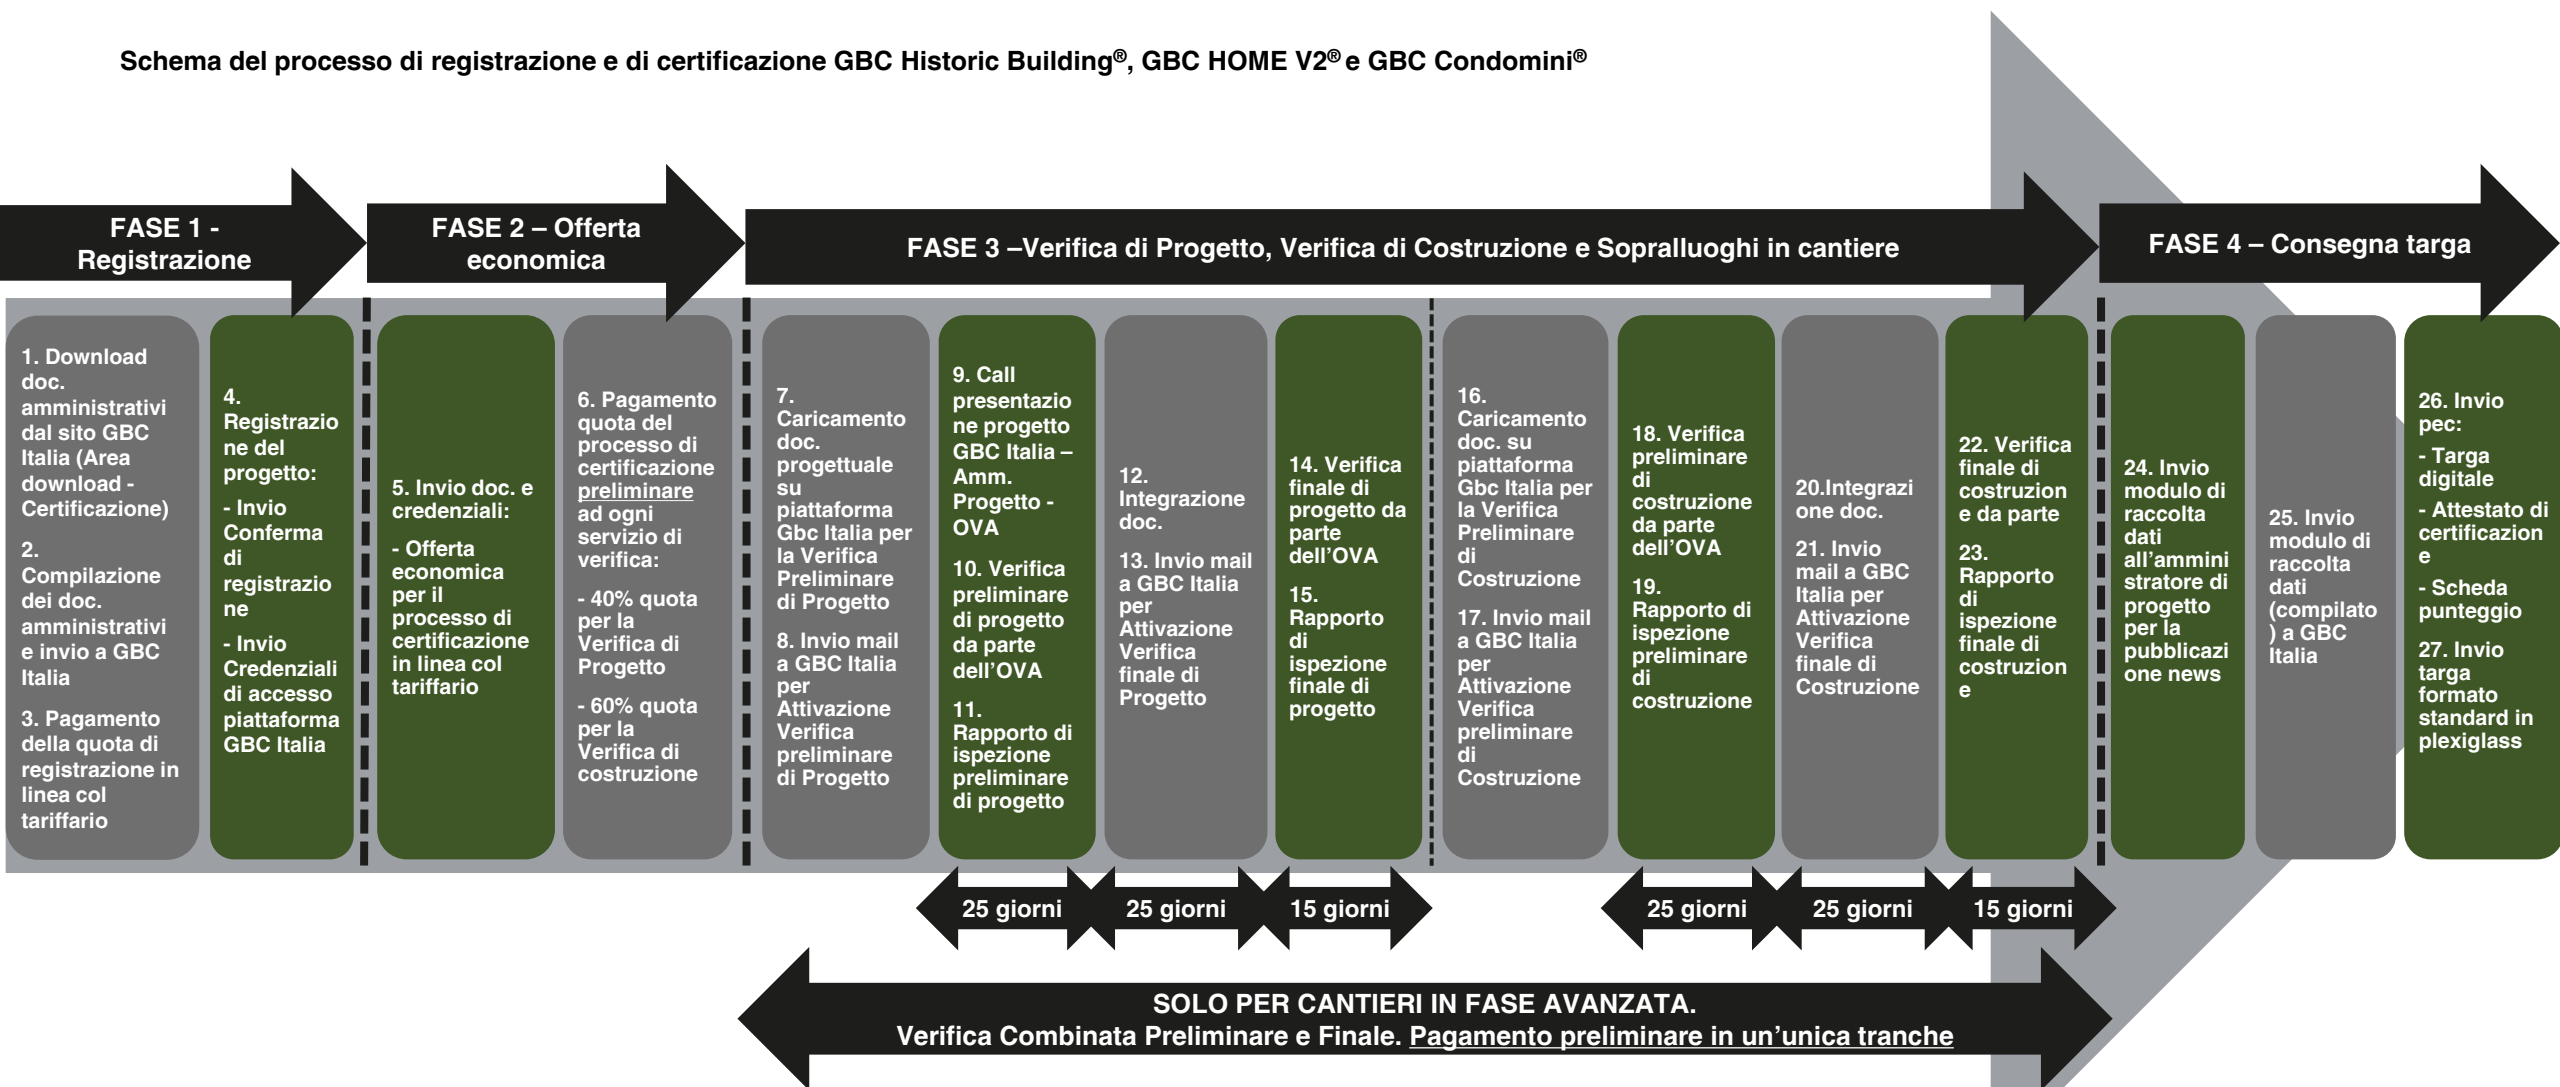 Schema del processo di registrazione e di certificazione GBC Historic Building®, GBC HOME V2® e GBC Condomini®
FASE 1 -
Registrazione
FASE 2 – Offerta
economica
FASE 3 –Verifica di Progetto, Verifica di Costruzione e Sopralluoghi in cantiere
FASE 4 – Consegna targa
1. Download
doc.
amministrativi
dal sito GBC
Italia (Area
download -
Certificazione)
2.
Compilazione
dei doc.
amministrativi
e invio a GBC
Italia
3. Pagamento
della quota di
registrazione in
linea col
tariffario
4.
Registrazio
ne del
progetto:
- Invio
Conferma
di
registrazio
ne
- Invio
Credenziali
di accesso
piattaforma
GBC Italia
5. Invio doc. e
credenziali:
- Offerta
economica
per il
processo di
certificazione
in linea col
tariffario
6. Pagamento
quota del
processo di
certificazione
preliminare
ad ogni
servizio di
verifica:
- 40% quota
per la
Verifica di
Progetto
- 60% quota
per la
Verifica di
costruzione
7.
Caricamento
doc.
progettuale
su
piattaforma
Gbc Italia per
la Verifica
Preliminare
di Progetto
8. Invio mail
a GBC Italia
per
Attivazione
Verifica
preliminare
di Progetto
9. Call
presentazio
ne progetto
GBC Italia –
Amm.
Progetto -
OVA
10. Verifica
preliminare
di progetto
da parte
dell'OVA
11.
Rapporto di
ispezione
preliminare
di progetto
12.
Integrazione
doc.
13. Invio mail
a GBC Italia
per
Attivazione
Verifica
finale di
Progetto
14. Verifica
finale di
progetto da
parte
dell'OVA
15.
Rapporto
di
ispezione
finale di
progetto
16.
Caricamento
doc. su
piattaforma
Gbc Italia per
la Verifica
Preliminare
di
Costruzione
17. Invio mail
a GBC Italia
per
Attivazione
Verifica
preliminare
di
Costruzione
18. Verifica
preliminare
di
costruzione
da parte
dell'OVA
19.
Rapporto di
ispezione
preliminare
di
costruzione
20.Integrazi
one doc.
21. Invio
mail a GBC
Italia per
Attivazione
Verifica
finale di
Costruzione
22. Verifica
finale di
costruzion
e da parte
23.
Rapporto
di
ispezione
finale di
costruzion
e
24. Invio
modulo di
raccolta
dati
all'ammini
stratore di
progetto
per la
pubblicazi
one news
25. Invio
modulo di
raccolta
dati
(compilato
) a GBC
Italia
26. Invio
pec:
- Targa
digitale
- Attestato di
certificazion
e
- Scheda
punteggio
27. Invio
targa
formato
standard in
plexiglass
25 giorni
25 giorni
15 giorni
25 giorni
25 giorni
15 giorni
SOLO PER CANTIERI IN FASE AVANZATA.
Verifica Combinata Preliminare e Finale. Pagamento preliminare in un'unica tranche